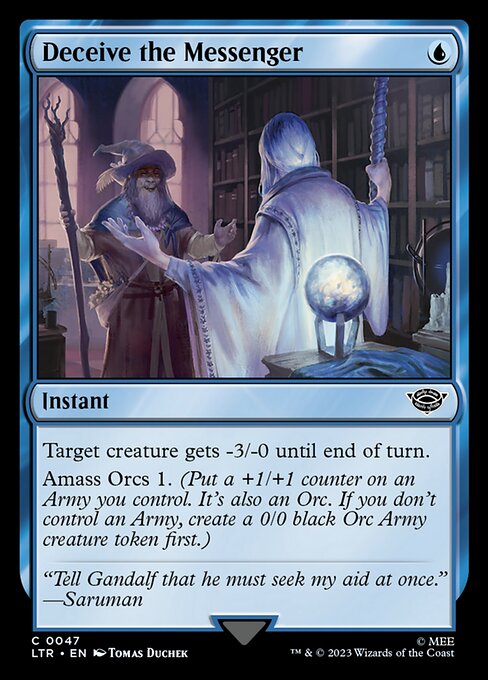 Deceive the Messenger
Instant
Target creature gets -3/-0 until end of turn.
Amass Orcs 1. (Put a +1/+1 counter on an
Army you control. It's also an Orc. If you don't
control an Army, create a 0/0 black Orc Army
creature token first.)
“Tell Gandalf that he must seek my aid at once.”
—Saruman
C 0047
LTR • EN Tomas Duchek
© MEE
™ & © 2023 Wizards of the Coast